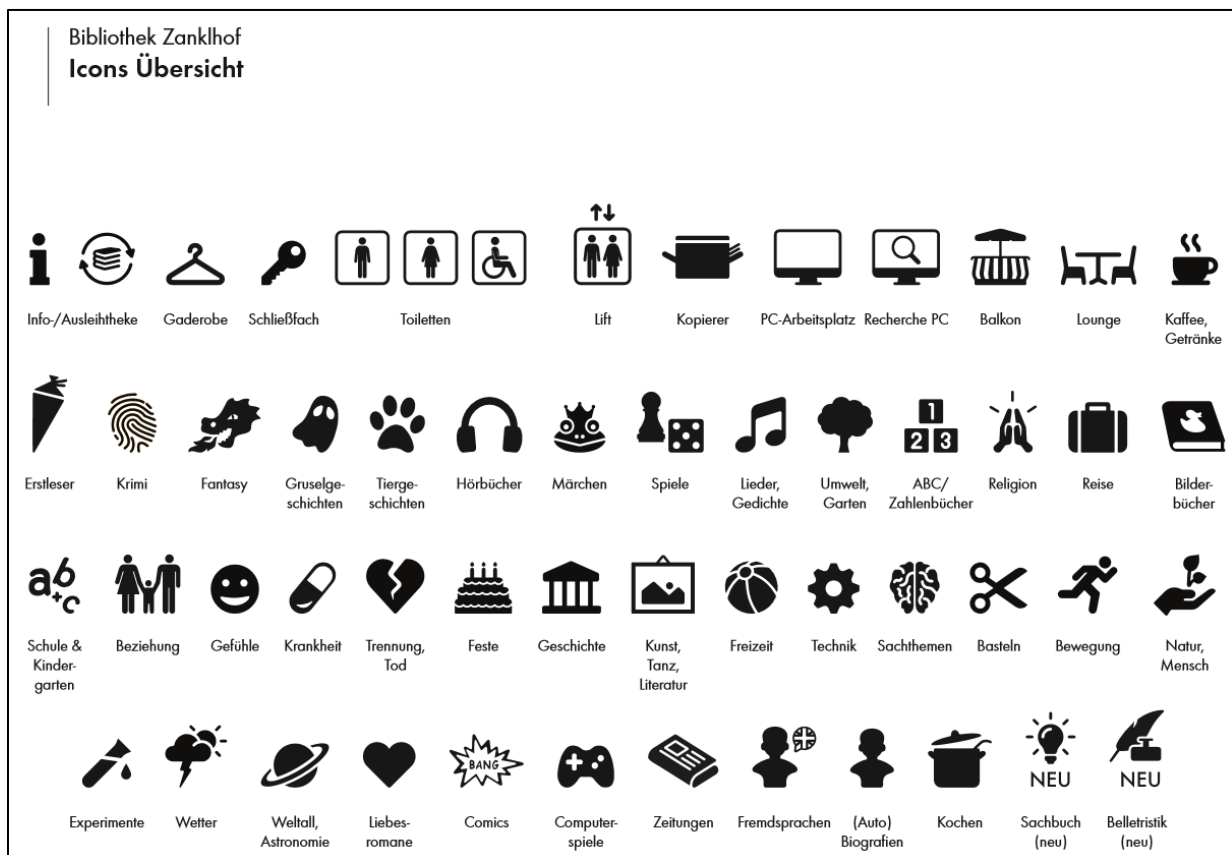 Bibliothek Zanklhof
Icons Übersicht
Info-/Ausleihtheke Gaderobe Schließfach Toiletten Lift Kopierer PC-Arbeitsplatz Recherche PC Balkon Lounge Kaffee,
Getränke
Erstleser Krimi Fantasy Gruselge- Tierge- Hörbücher Märchen Spiele Lieder, Umwelt, 1 2 3 ABC/ Religion Reise Bilder-
schichten schichten Gedichte Garten Zahlenbücher bücher
a b + c
Schule & Beziehung Gefühle Krankheit Trennung, Feste Geschichte Kunst, Freizeit Technik Sachthemen Basteln Bewegung Natur,
Kinder- Tod Tanz, Mensch
garten Literatur
BANG NEU NEU
Experimente Wetter Weltall, Liebes- Comics Computer- Zeitungen Fremdsprachen (Auto) Kochen Sachbuch Belletristik
Astronomie romane spiele Biografien (neu) (neu)